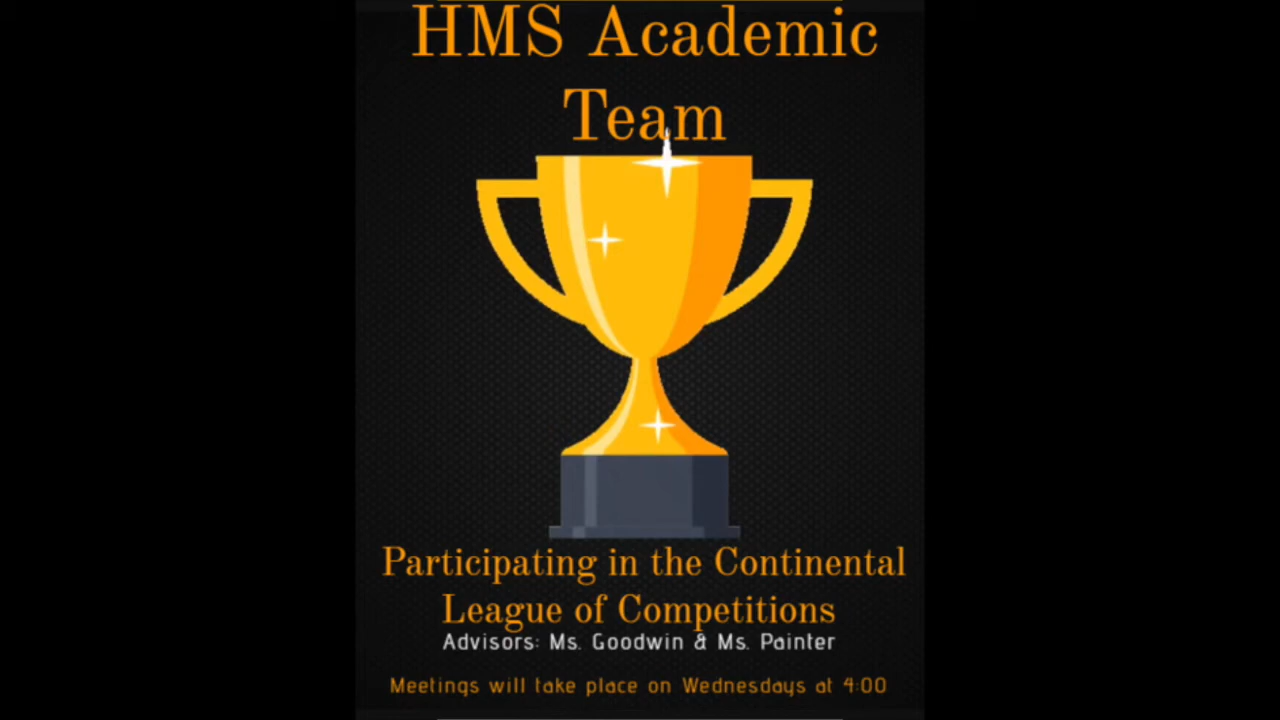 HMS Academic
Team
Participating in the Continental
League of Competitions
Advisors: Ms. Goodwin & Ms. Painter
Meetings will take place on Wednesdays at 4:00